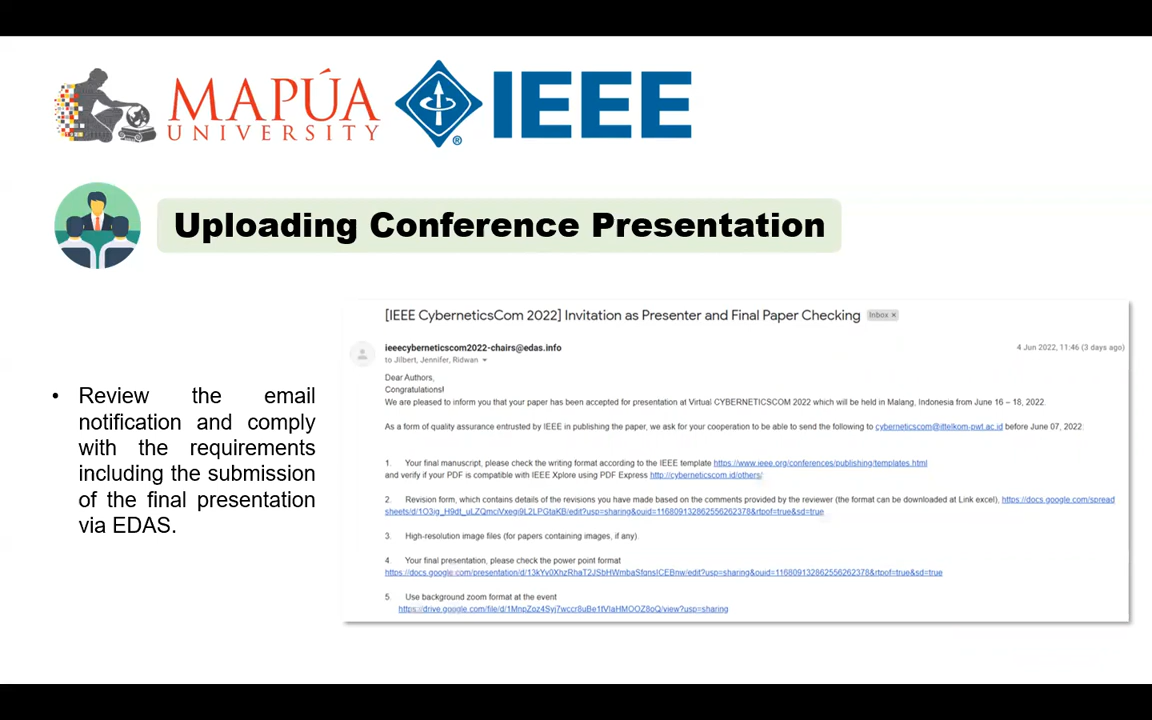 MAPÚA
UNIVERSITY
IEEE
®
Uploading Conference Presentation
• Review the email
notification and comply
with the requirements
including the submission
of the final presentation
via EDAS.
[IEEE CyberneticsCom 2022] Invitation as Presenter and Final Paper Checking
Inbox ×
ieeecyberneticscom2022-chairs@edas.info
4 Jun 2022, 11:46 (3 days ago)
to Jilbert, Jennifer, Ridwan
Dear Authors,
Congratulations!
We are pleased to inform you that your paper has been accepted for presentation at Virtual CYBERNETICSCOM 2022 which will be held in Malang, Indonesia from June 16 – 18, 2022.
As a form of quality assurance entrusted by IEEE in publishing the paper, we ask for your cooperation to be able to send the following to cyberneticscom@ittelkom-pwt.ac.id before June 07, 2022:
1. Your final manuscript, please check the writing format according to the IEEE template https://www.ieee.org/conferences/publishing/templates.html
and verify if your PDF is compatible with IEEE Xplore using PDF Express http://cyberneticscom.id/others/
2. Revision form, which contains details of the revisions you have made based on the comments provided by the reviewer (the format can be downloaded at Link excel), https://docs.google.com/spread
3. High-resolution image files (for papers containing images, if any).
4. Your final presentation, please check the power point format
5. Use background zoom format at the event